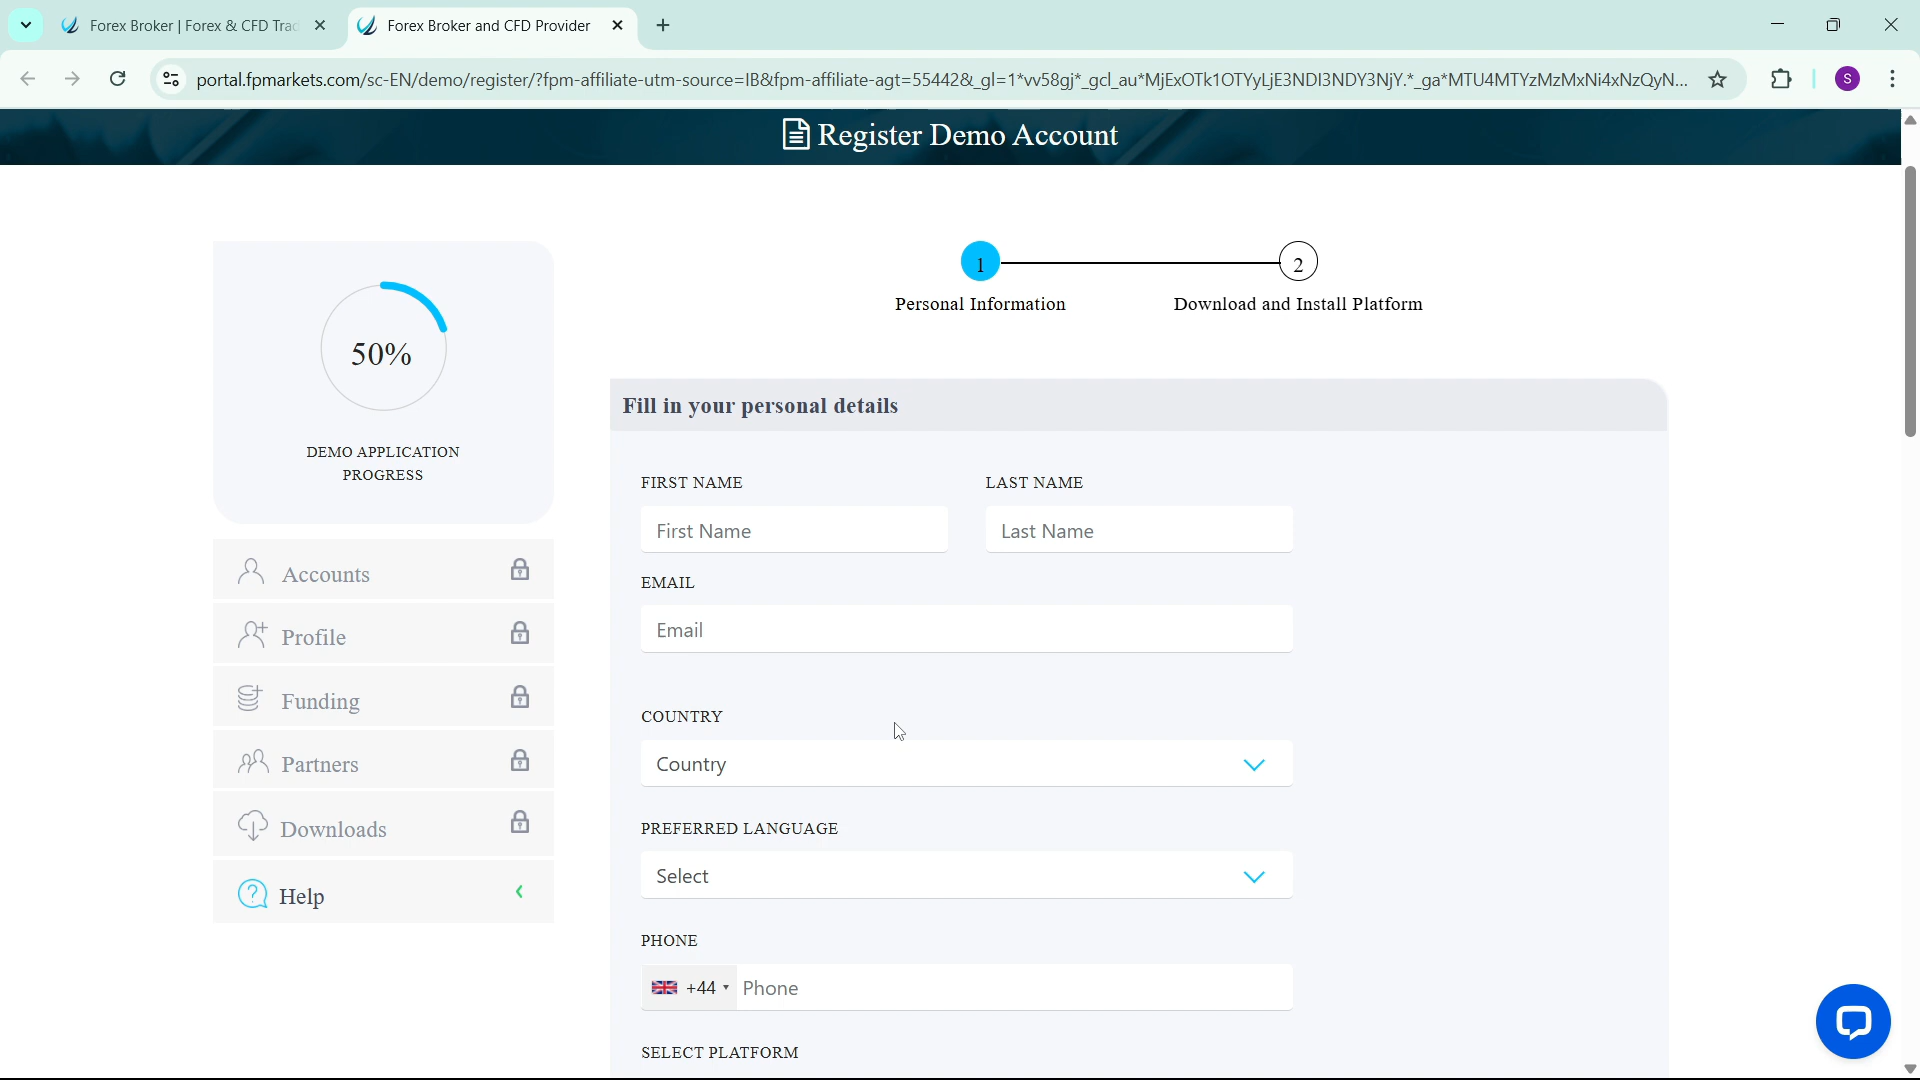 Forex Broker | Forex & CFD Trad
Forex Broker and CFD Provider
portal.fpmarkets.com/sc-EN/demo/register/?fpm-affiliate-utm-source=IB&fpm-affiliate-agt=55442&_gl=1*vv58gj*_gcl_au*MjExOTk1OTYyLjE3NDI3NDY3NjY.*_ga*MTU4MTYzMzMxNi4xNzQyN...
S
Register Demo Account
1
2
Personal Information
Download and Install Platform
50%
DEMO APPLICATION
PROGRESS
Accounts
Profile
Funding
Partners
Downloads
Help
Fill in your personal details
FIRST NAME
LAST NAME
First Name
Last Name
EMAIL
Email
COUNTRY
Country
PREFERRED LANGUAGE
Select
PHONE
+44
Phone
SELECT PLATFORM